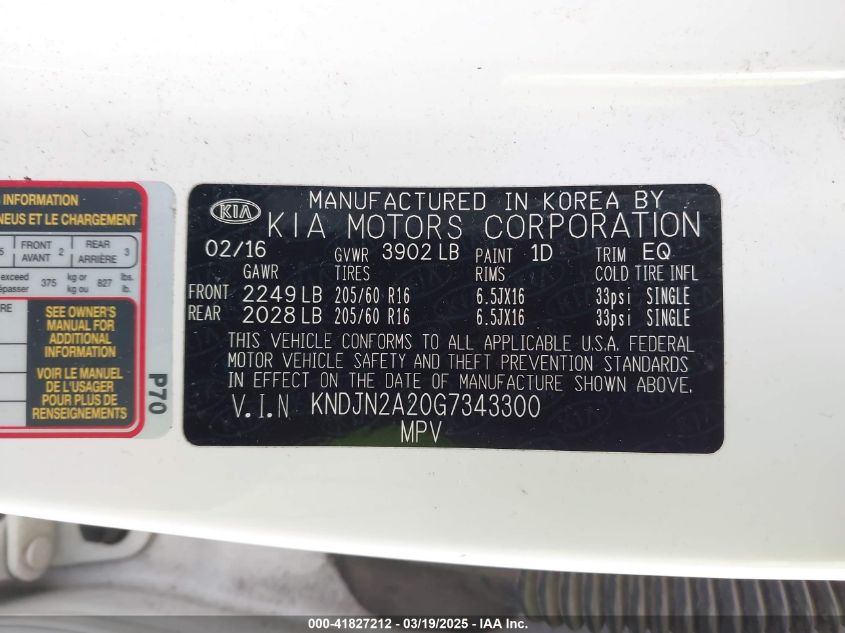 INFORMATION
NEUS ET LE CHARGEMENT
5 FRONT AVANT 2 REAR ARRIÈRE 3
exceed
épasser 375 kg or ou 827 lbs. lb.
RE
SEE OWNER'S
MANUAL FOR
ADDITIONAL
INFORMATION
VOIR LE MANUEL
DE L'USAGER
POUR PLUS DE
RENSEIGNEMENTS
P70
KIA
MANUFACTURED IN KOREA BY
KIA MOTORS CORPORATION
02/16 GVWR 3902 LB PAINT 1D TRIM EQ
GAWR TIRES RIMS COLD TIRE INFL
FRONT 2249 LB 205/60 R16 6.5JX16 33psi SINGLE
REAR 2028 LB 205/60 R16 6.5JX16 33psi SINGLE
THIS VEHICLE CONFORMS TO ALL APPLICABLE U.S.A. FEDERAL
MOTOR VEHICLE SAFETY AND THEFT PREVENTION STANDARDS
IN EFFECT ON THE DATE OF MANUFACTURE SHOWN ABOVE.
V.I.N KNDJN2A20G7343300
MPV
000-41827212 - 03/19/2025 - IAA Inc.